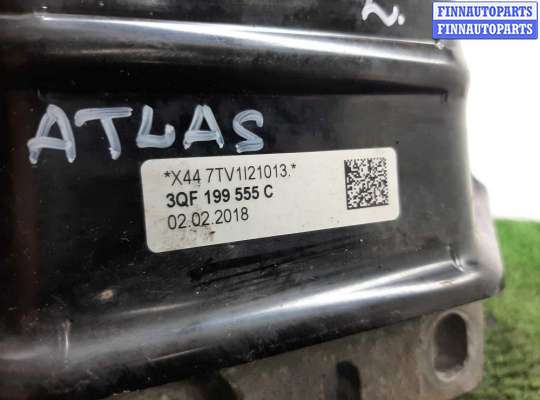 FINNAUTOPARTS
FINNAUTOPARTS
ATLAS
*X44 7TV1I21013.*
3QF 199 555 C
02.02.2018